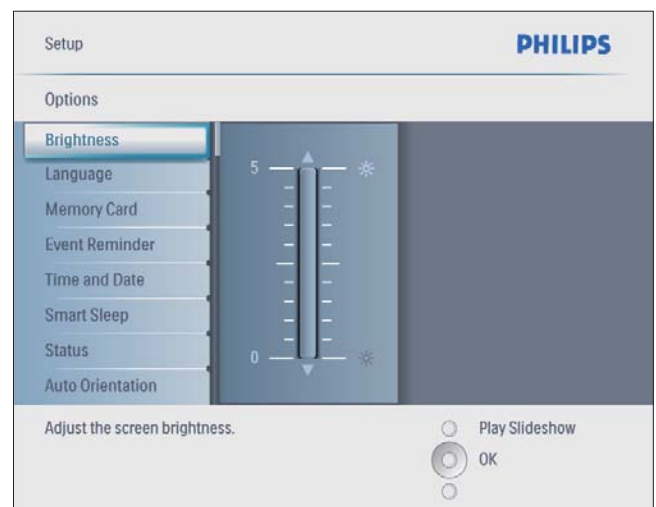 Setup
PHILIPS
Options
Brightness
Language
Memory Card
Event Reminder
Time and Date
Smart Sleep
Status
Auto Orientation
5
0
Adjust the screen brightness.
Play Slideshow
OK